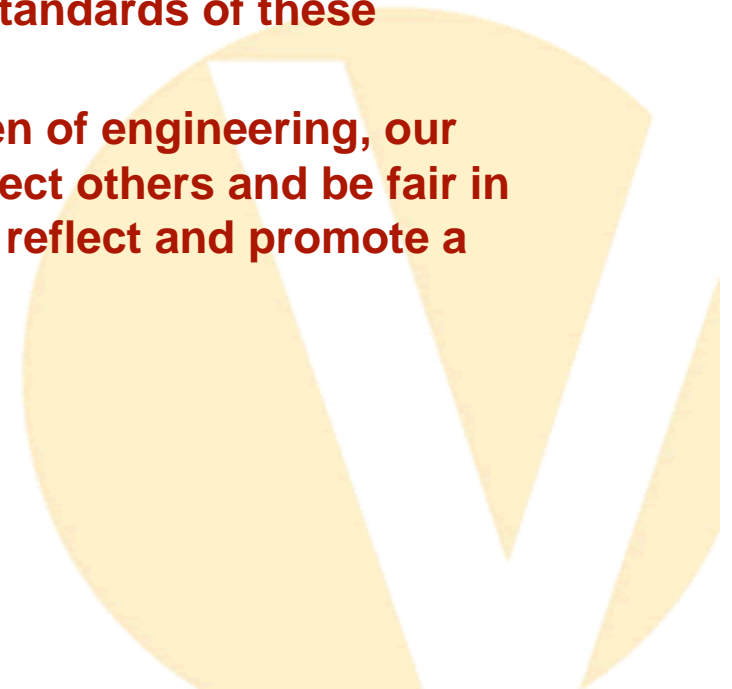 tandards of these
en of engineering, our
ect others and be fair in
reflect and promote a